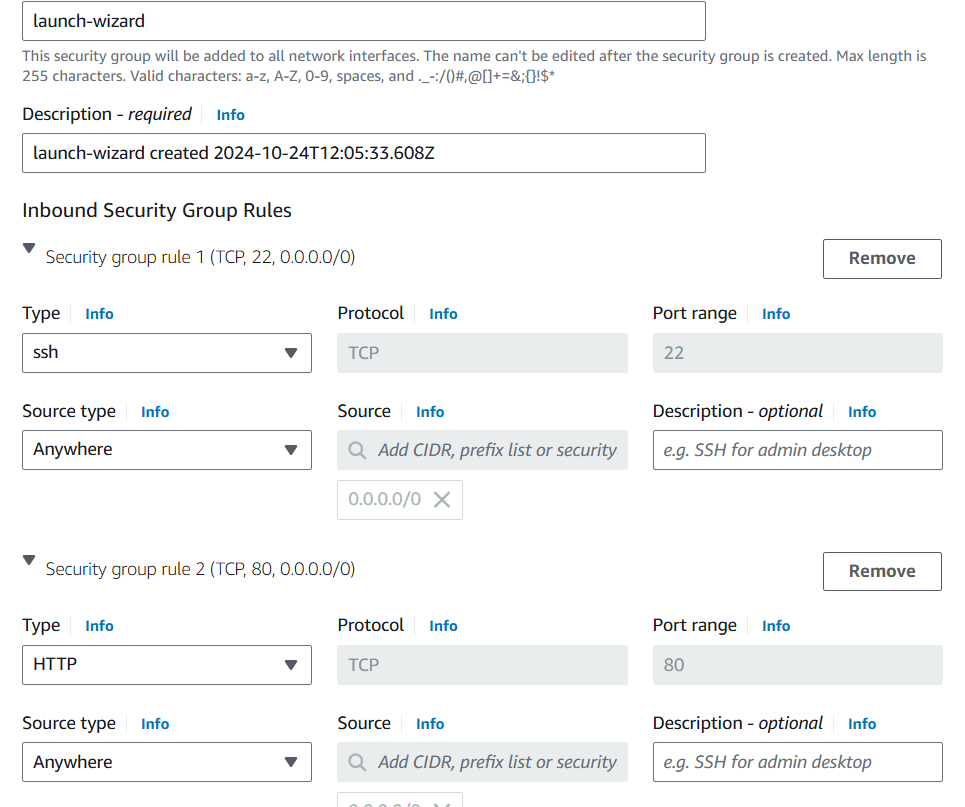 launch-wizard
This security group will be added to all network interfaces. The name can't be edited after the security group is created. Max length is
255 characters. Valid characters: a-z, A-Z, 0-9, spaces, and ._-:/()#,@[]+=&;{}!$*
Description - required Info
launch-wizard created 2024-10-24T12:05:33.608Z
Inbound Security Group Rules
Security group rule 1 (TCP, 22, 0.0.0.0/0) Remove
Type Info Protocol Info Port range Info
ssh TCP 22
Source type Info Source Info Description - optional Info
Anywhere Add CIDR, prefix list or security e.g. SSH for admin desktop
0.0.0.0/0
Security group rule 2 (TCP, 80, 0.0.0.0/0) Remove
Type Info Protocol Info Port range Info
HTTP TCP 80
Source type Info Source Info Description - optional Info
Anywhere Add CIDR, prefix list or security e.g. SSH for admin desktop
0.0.0.0/0